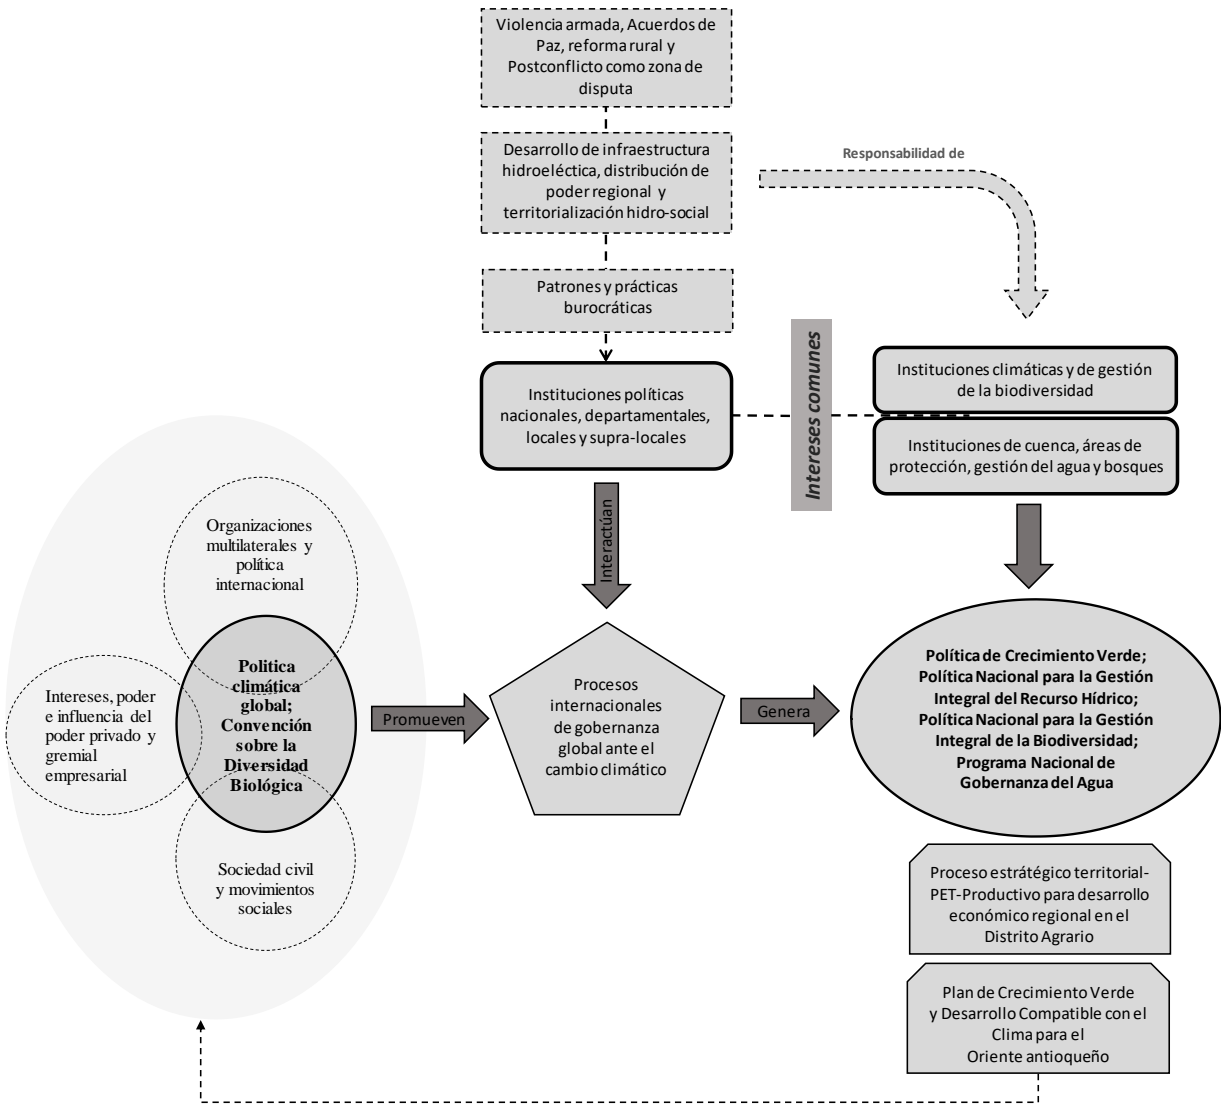 Violencia armada, Acuerdos de
Paz, reforma rural y
Postconflicto como zona de
disputa
Desarrollo de infraestructura
hidroeléctica, distribución de
poder regional y
territorialización hidro-social
Responsabilidad de
Patrones y prácticas
burocráticas
Instituciones políticas
nacionales, departamentales,
locales y supra-locales
Intereses comunes
Instituciones climáticas y de gestión
de la biodiversidad
Instituciones de cuenca, áreas de
protección, gestión del agua y bosques
Interactúan
Organizaciones
multilaterales y
política
internacional
Intereses, poder
e influencia del
poder privado y
gremial
empresarial
Politica
climática
global;
Convención
sobre la
Diversidad
Biológica
Sociedad civil
y movimientos
sociales
Promueven
Procesos
internacionales
de gobernanza
global ante el
cambio climático
Genera
Política de Crecimiento Verde;
Política Nacional para la Gestión
Integral del Recurso Hídrico;
Política Nacional para la Gestión
Integral de la Biodiversidad;
Programa Nacional de
Gobernanza del Agua
Proceso estrátégico territorial-
PET-Productivo para desarrollo
económico regional en el
Distrito Agrario
Plan de Crecimiento Verde
y Desarrollo Compatible con el
Clima para el
Oriente antioqueño